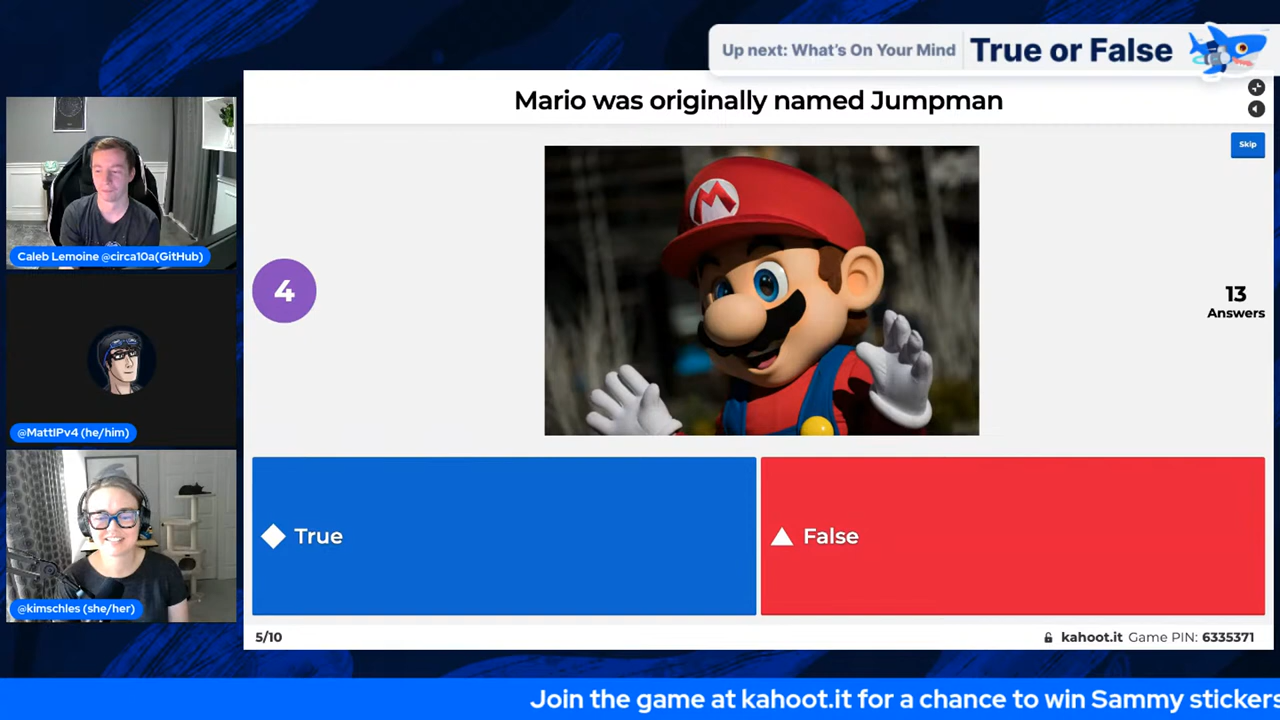 Up next: What's On Your Mind
True or False
Mario was originally named Jumpman
Skip
Caleb Lemoine @circa10a(GitHub)
4
M
13
Answers
@MattIPv4 (he/him)
True
False
@kimschles (she/her)
5/10
kahoot.it Game PIN: 6335371
Join the game at kahoot.it for a chance to win Sammy stickers